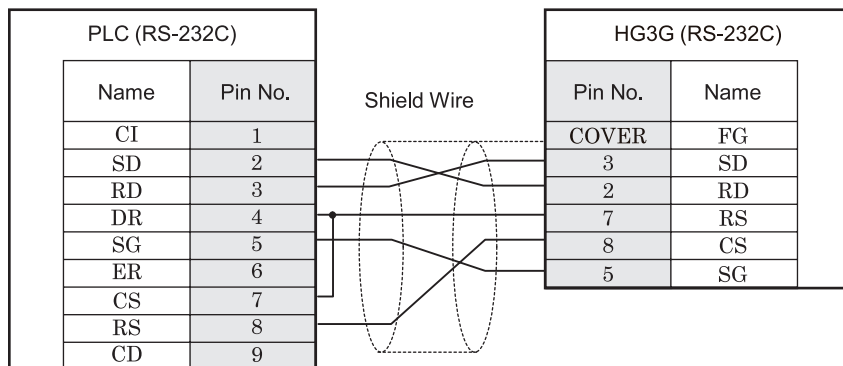 PLC (RS-232C)
Name Pin No.
CI 1
SD 2
RD 3
DR 4
SG 5
ER 6
CS 7
RS 8
CD 9
Shield Wire
HG3G (RS-232C)
Pin No. Name
COVER FG
3 SD
2 RD
7 RS
8 CS
5 SG